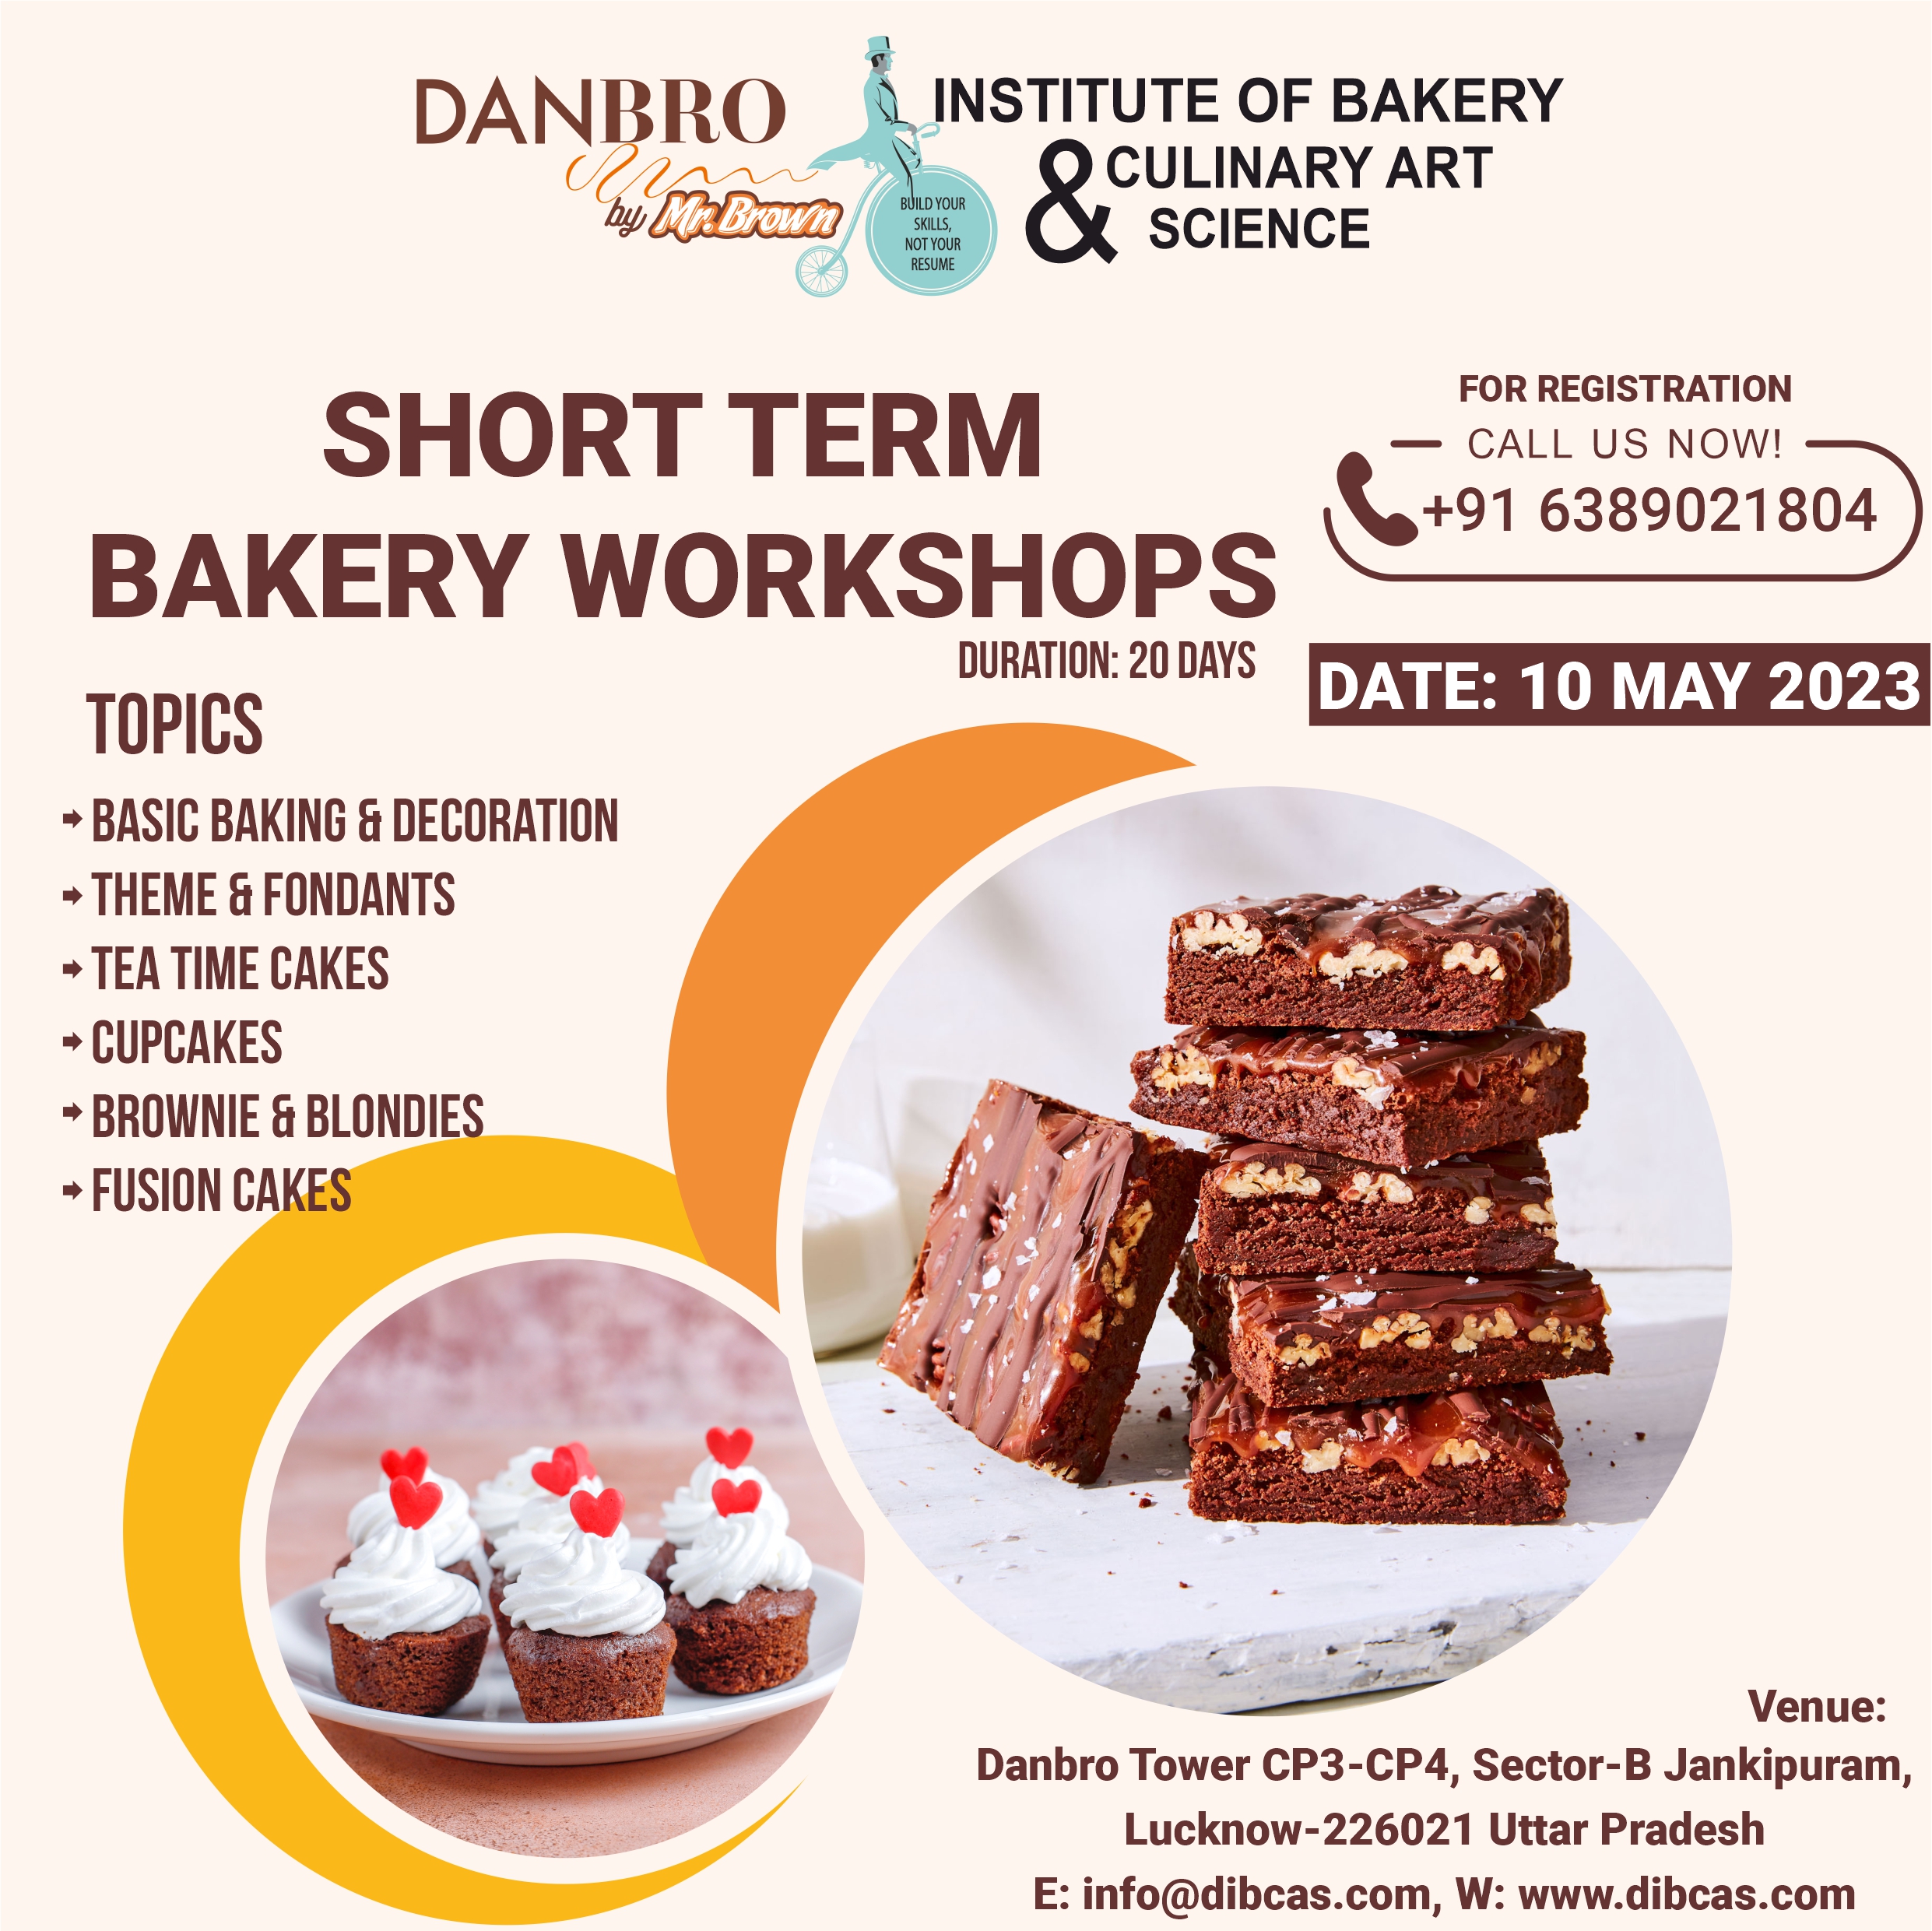 DANBRO
by Mr. Brown
BUILD YOUR
SKILLS,
NOT YOUR
RESUME
INSTITUTE OF BAKERY
& CULINARY ART
SCIENCE
SHORT TERM
BAKERY WORKSHOPS
DURATION: 20 DAYS
FOR REGISTRATION
CALL US NOW!
+91 6389021804
DATE: 10 MAY 2023
TOPICS
BASIC BAKING & DECORATION
THEME & FONDANTS
TEA TIME CAKES
CUPCAKES
BROWNIE & BLONDIES
FUSION CAKES
Venue:
Danbro Tower CP3-CP4, Sector-B Jankipuram,
Lucknow-226021 Uttar Pradesh
E: info@dibcas.com, W: www.dibcas.com